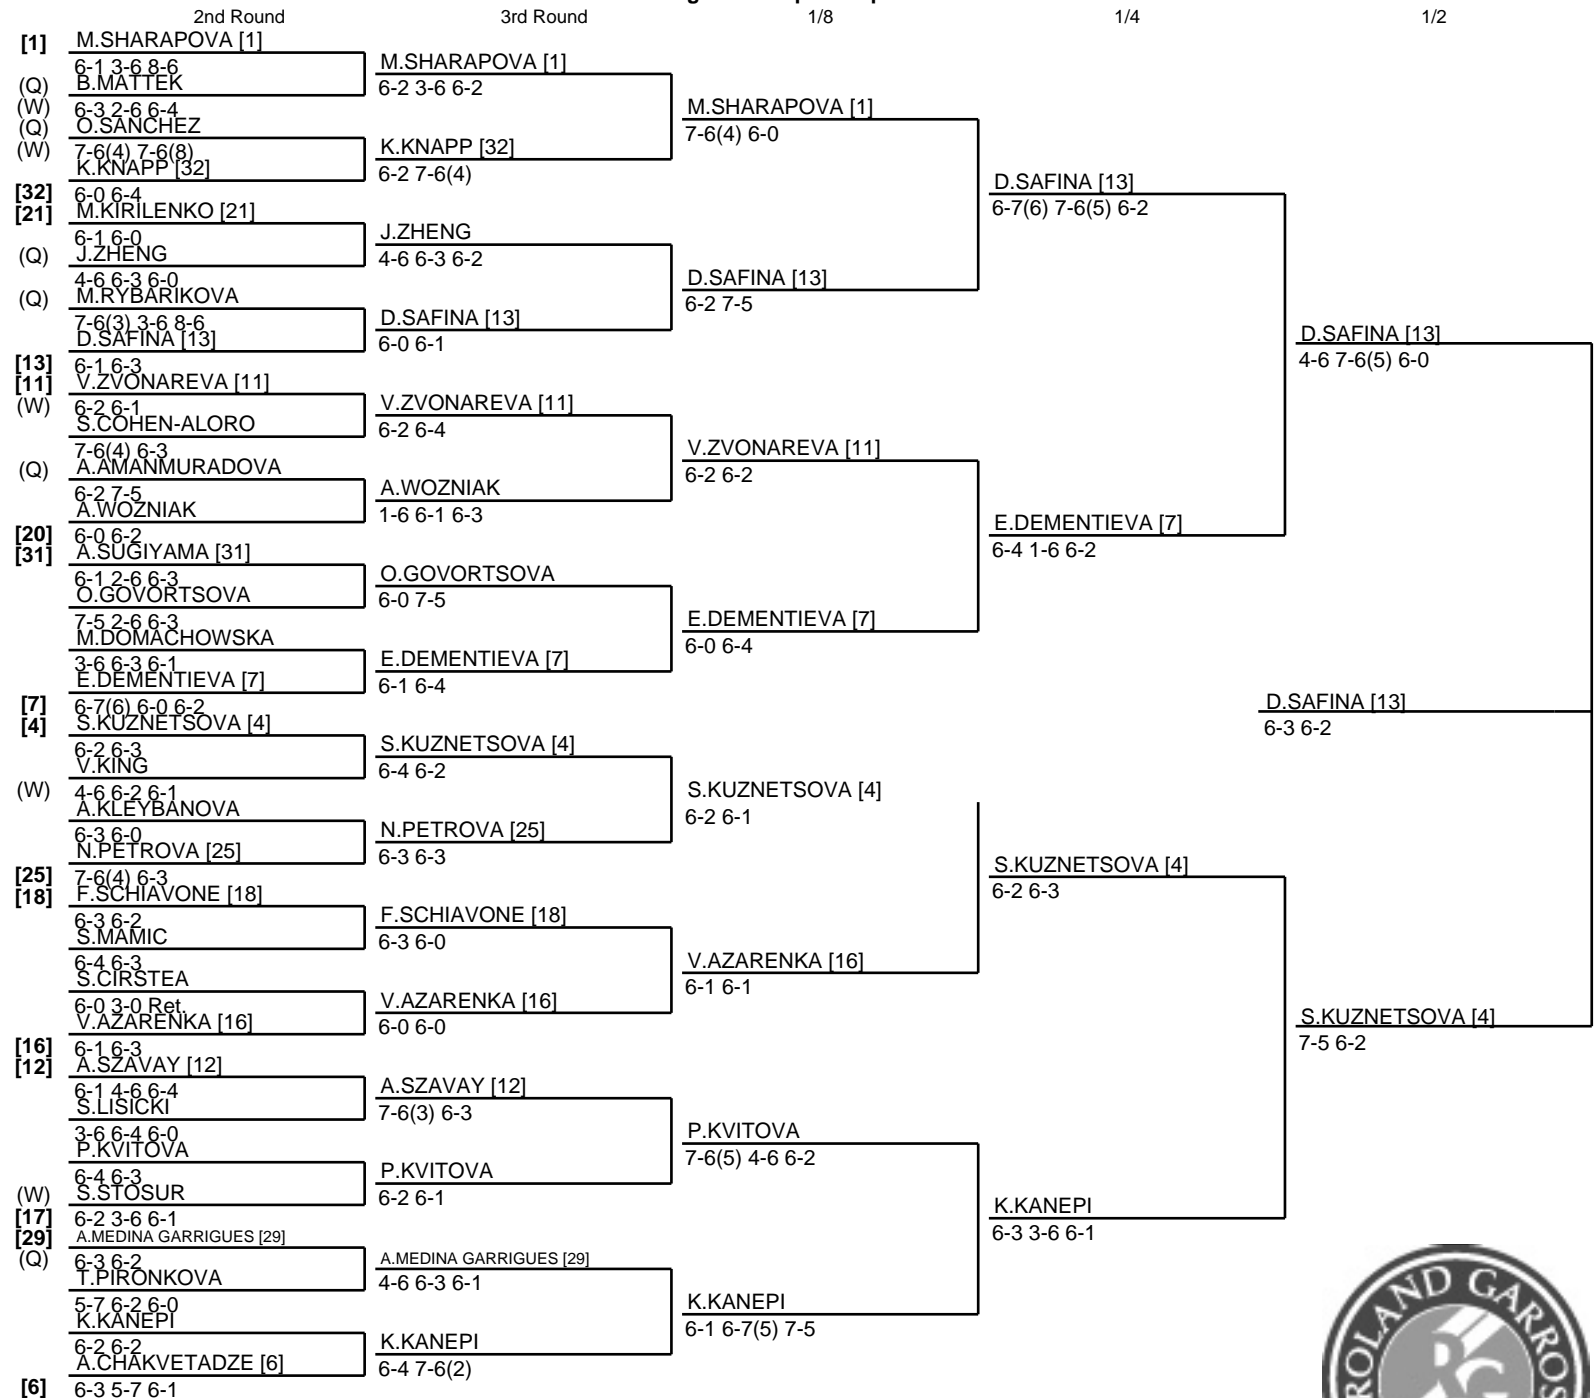 2nd Round
3rd Round
1/8
1/4
1/2
[1]
M.SHARAPOVA [1]
6-1 3-6 8-6
(Q)
B.MATTEK
(W)
6-3 2-6 6-4
(Q)
O.SANCHEZ
(W)
7-6(4) 7-6(8)
K.KNAPP [32]
[32]
6-0 6-4
[21]
M.KIRILENKO [21]
6-1 6-0
(Q)
J.ZHENG
4-6 6-3 6-0
(Q)
M.RYBARIKOVA
7-6(3) 3-6 8-6
D.SAFINA [13]
[13]
6-1 6-3
[11]
V.ZVONAREVA [11]
(W)
6-2 6-1
S.COHEN-ALORO
7-6(4) 6-3
(Q)
A.AMANMURADOVA
6-2 7-5
A.WOZNIAK
[20]
6-0 6-2
[31]
A.SUGIYAMA [31]
6-1 2-6 6-3
O.GOVORTSOVA
7-5 2-6 6-3
M.DOMACHOWSKA
3-6 6-3 6-1
E.DEMENTIEVA [7]
[7]
6-7(6) 6-0 6-2
[4]
S.KUZNETSOVA [4]
6-2 6-3
V.KING
(W)
4-6 6-2 6-1
A.KLEYBANOVA
6-3 6-0
N.PETROVA [25]
[25]
7-6(4) 6-3
[18]
F.SCHIAVONE [18]
6-3 6-2
S.MAMIC
6-4 6-3
S.CIRSTEA
6-0 3-0 Ret.
V.AZARENKA [16]
[16]
6-1 6-3
[12]
A.SZAVAY [12]
6-1 4-6 6-4
S.LISICKI
3-6 6-4 6-0
P.KVITOVA
6-4 6-3
(W)
S.STOSUR
[17]
6-2 3-6 6-1
[29]
A.MEDINA GARRIGUES [29]
(Q)
6-3 6-2
T.PIRONKOVA
5-7 6-2 6-0
K.KANEPI
6-2 6-2
A.CHAKVETADZE [6]
[6]
6-3 5-7 6-1
M.SHARAPOVA [1]
6-2 3-6 6-2
K.KNAPP [32]
6-2 7-6(4)
J.ZHENG
4-6 6-3 6-2
D.SAFINA [13]
6-0 6-1
V.ZVONAREVA [11]
6-2 6-4
A.WOZNIAK
1-6 6-1 6-3
O.GOVORTSOVA
6-0 7-5
E.DEMENTIEVA [7]
6-1 6-4
S.KUZNETSOVA [4]
6-4 6-2
N.PETROVA [25]
6-3 6-3
F.SCHIAVONE [18]
6-3 6-0
V.AZARENKA [16]
6-0 6-0
A.SZAVAY [12]
7-6(3) 6-3
P.KVITOVA
6-2 6-1
A.MEDINA GARRIGUES [29]
4-6 6-3 6-1
K.KANEPI
6-4 7-6(2)
M.SHARAPOVA [1]
7-6(4) 6-0
D.SAFINA [13]
6-2 7-5
V.ZVONAREVA [11]
6-2 6-2
E.DEMENTIEVA [7]
6-0 6-4
S.KUZNETSOVA [4]
6-2 6-1
V.AZARENKA [16]
6-1 6-1
P.KVITOVA
7-6(5) 4-6 6-2
K.KANEPI
6-1 6-7(5) 7-5
D.SAFINA [13]
6-7(6) 7-6(5) 6-2
E.DEMENTIEVA [7]
6-4 1-6 6-2
S.KUZNETSOVA [4]
6-2 6-3
K.KANEPI
6-3 3-6 6-1
D.SAFINA [13]
4-6 7-6(5) 6-0
S.KUZNETSOVA [4]
7-5 6-2
D.SAFINA [13]
6-3 6-2
ROLAND GARROS
RG